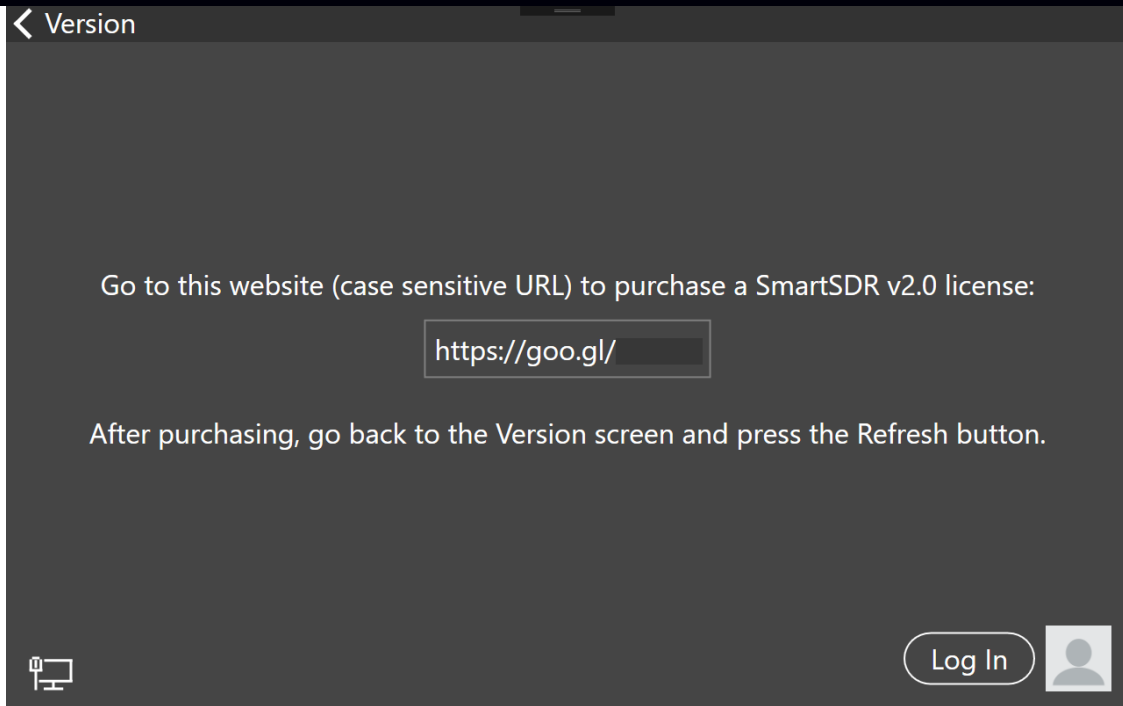 Version
Go to this website (case sensitive URL) to purchase a SmartSDR v2.0 license:
https://goo.gl/
After purchasing, go back to the Version screen and press the Refresh button.
Log In